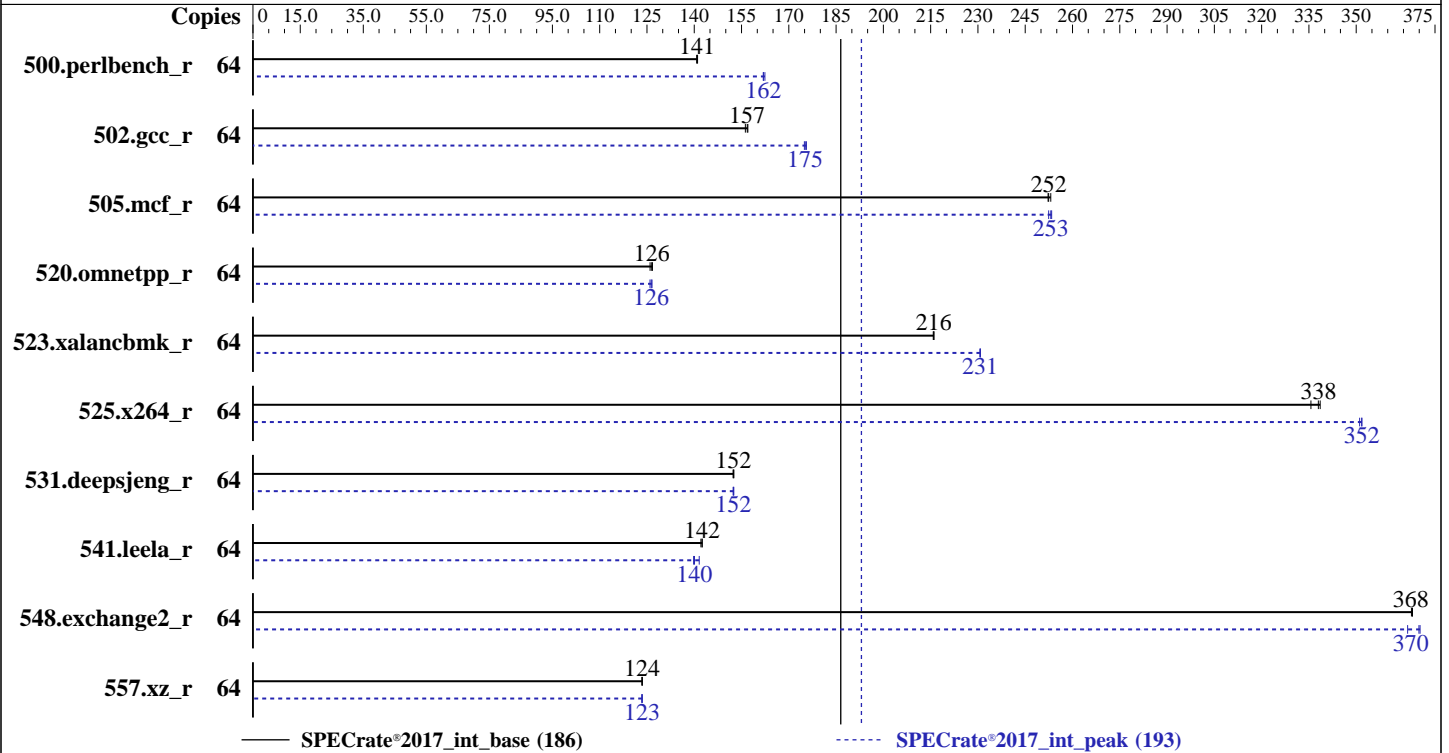 Copies 0 15.0 35.0 55.0 75.0 95.0 110 125 140 155 170 185 200 215 230 245 260 275 290 305 320 335 350 375
141
500.perlbench_r 64
162
157
502.gcc_r 64
175
252
505.mcf_r 64
253
126
520.omnetpp_r 64
126
216
523.xalancbmk_r 64
231
338
525.x264_r 64
352
152
531.deepsjeng_r 64
152
142
541.leela_r 64
140
368
548.exchange2_r 64
370
124
557.xz_r 64
123
SPECrate®2017_int_base (186) SPECrate®2017_int_peak (193)